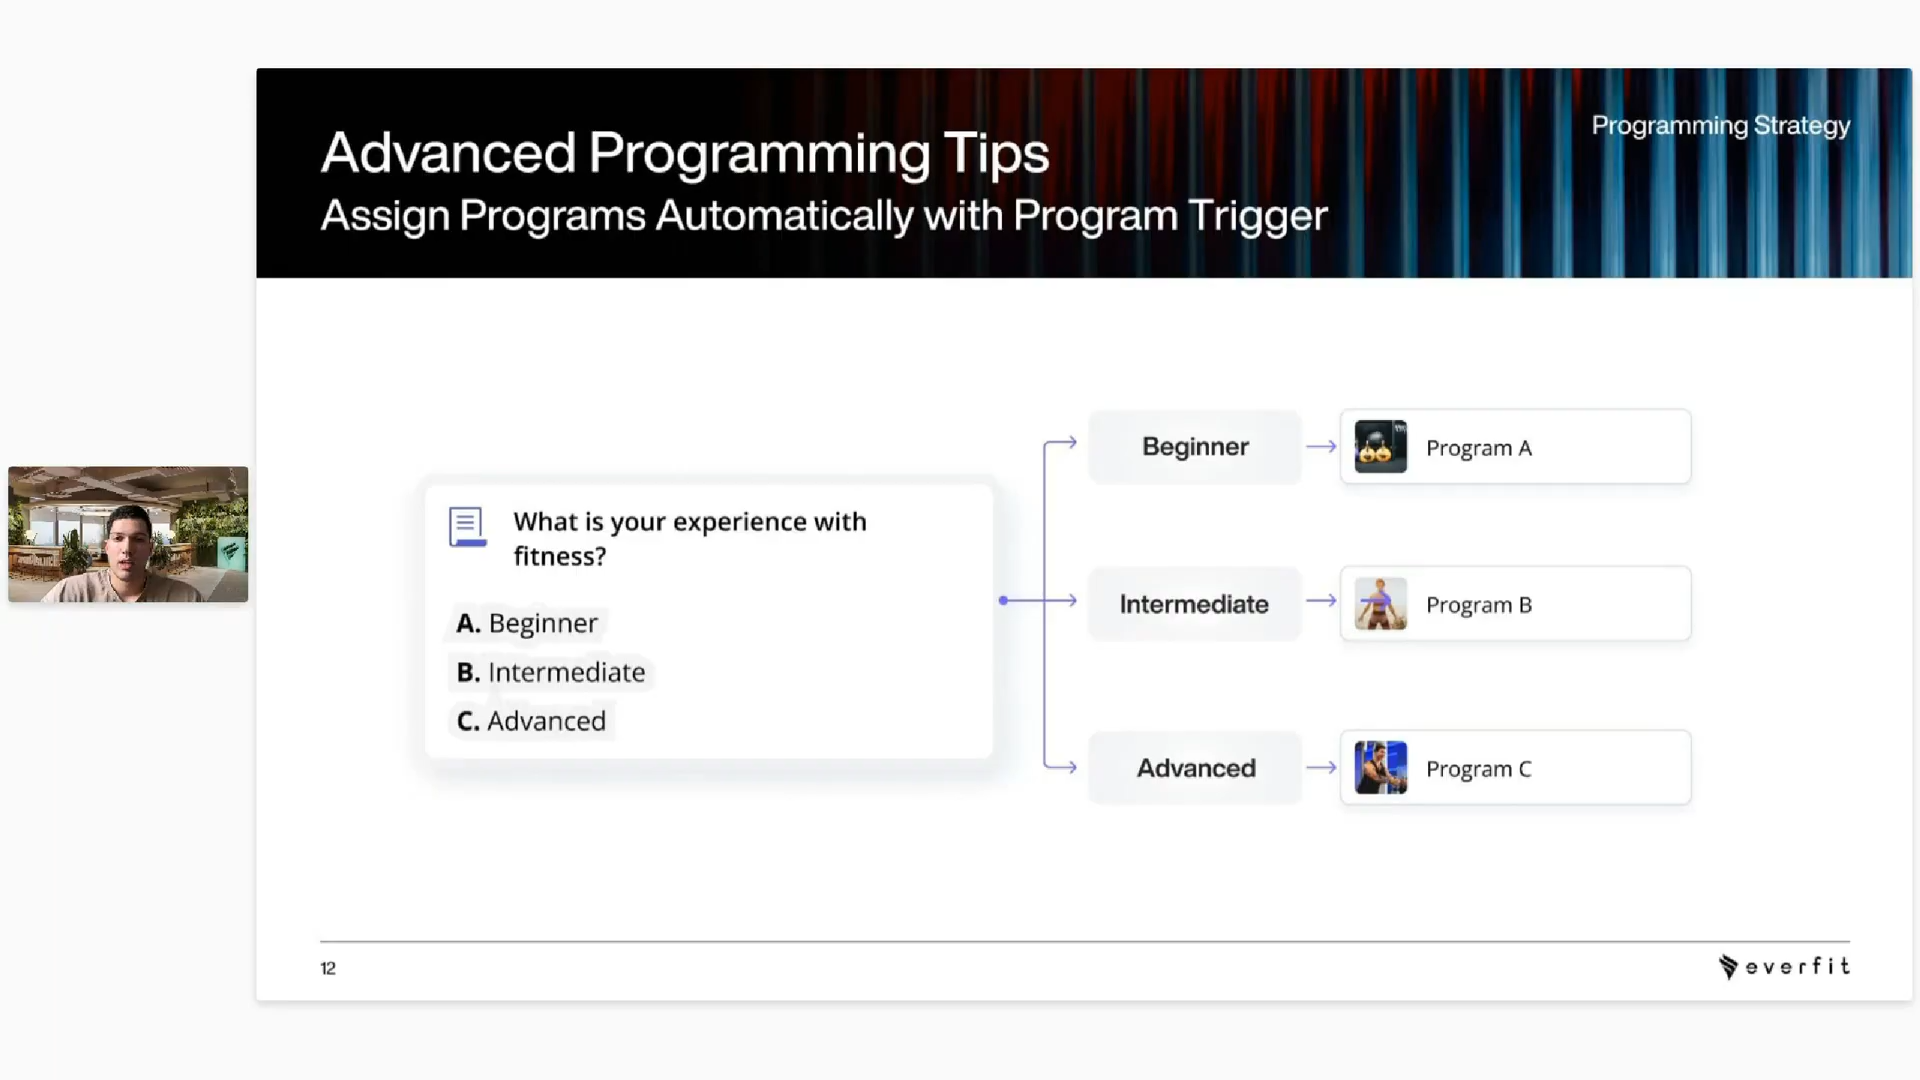 Programming Strategy
Advanced Programming Tips
Assign Programs Automatically with Program Trigger
What is your experience with
fitness?
A. Beginner
B. Intermediate
C. Advanced
Beginner
Program A
Intermediate
Program B
Advanced
Program C
12
everfit